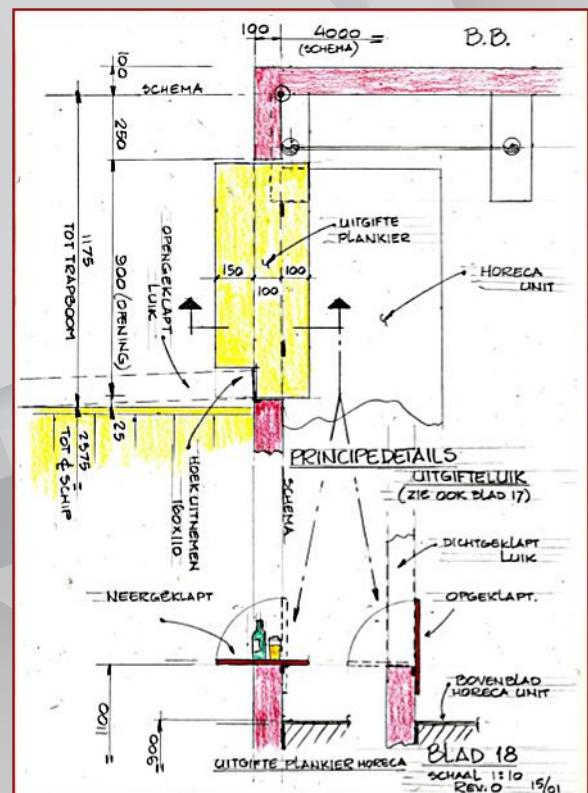 100
4000 =
(SCHEMA)
B.B.
100
SCHEMA
250
1175
TOT TRAPBOOM
900 (OPENING)
OPENGEKLAPT
LUIK
UITGIFTE
PLANKIER
150
100
100
HORECA
UNIT
25
2575 =
TOT ⊄ SCHIP
HOEK UITNEMEN
160x110
SCHEMA
PRINCIPEDETAILS
UITGIFTELUIK
(ZIE OOK BLAD 17)
DICHTGEKLAPT
LUIK
NEERGEKLAPT
OPGEKLAPT.
BOVENBLAD
HORECA UNIT
1100
=
900
=
UITGIFTE PLANKIER HORECA
BLAD 18
SCHAAL 1:10
REV. 0 15/01